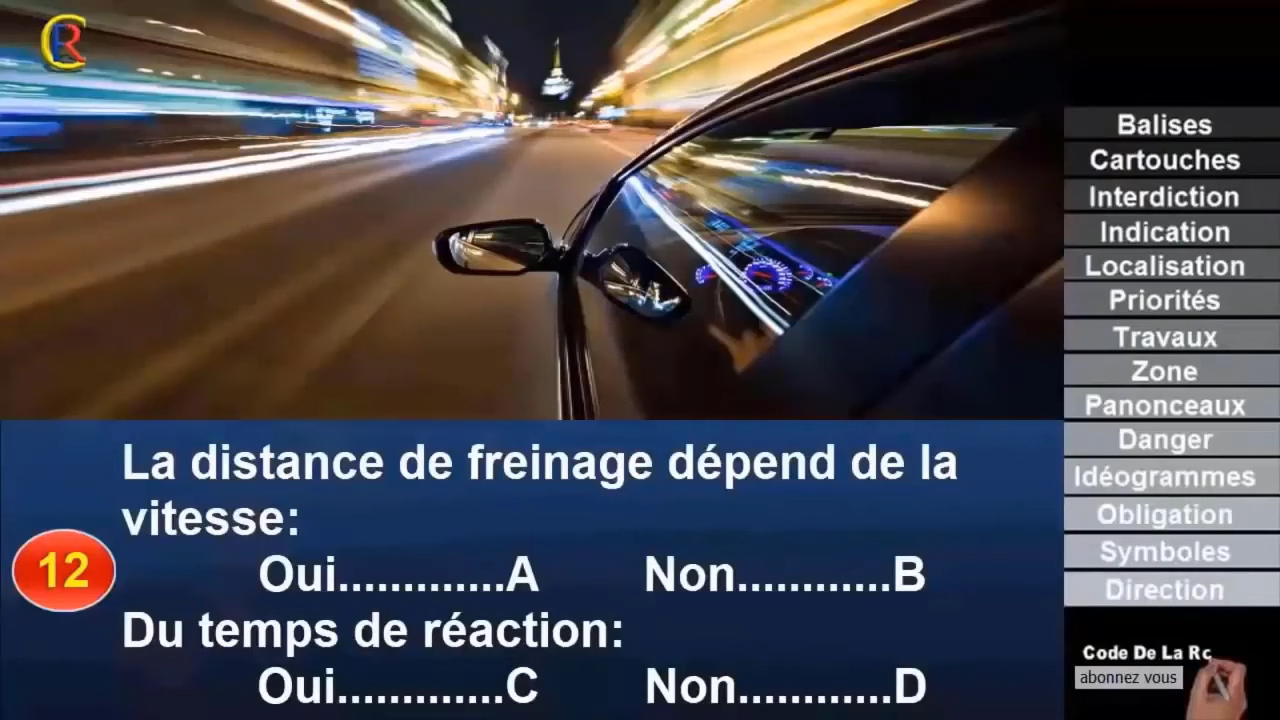 CR
La distance de freinage dépend de la
vitesse:
12
Oui.............A Non............B
Du temps de réaction:
Oui.............C Non............D
Balises
Cartouches
Interdiction
Indication
Localisation
Priorités
Travaux
Zone
Panonceaux
Danger
Idéogrammes
Obligation
Symboles
Direction
Code De La Rc
abonnez vous